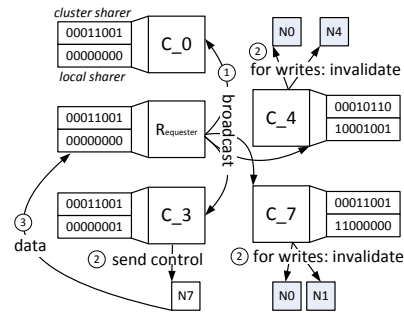 cluster sharer
00011001
00000000
local sharer
C_0
① broadcast
② for writes: invalidate
N0
N4
C_4
00010110
10001001
00011001
00000000
Requester
00011001
00000001
C_3
② send control
N7
③ data
C_7
00011001
11000000
② for writes: invalidate
N0
N1